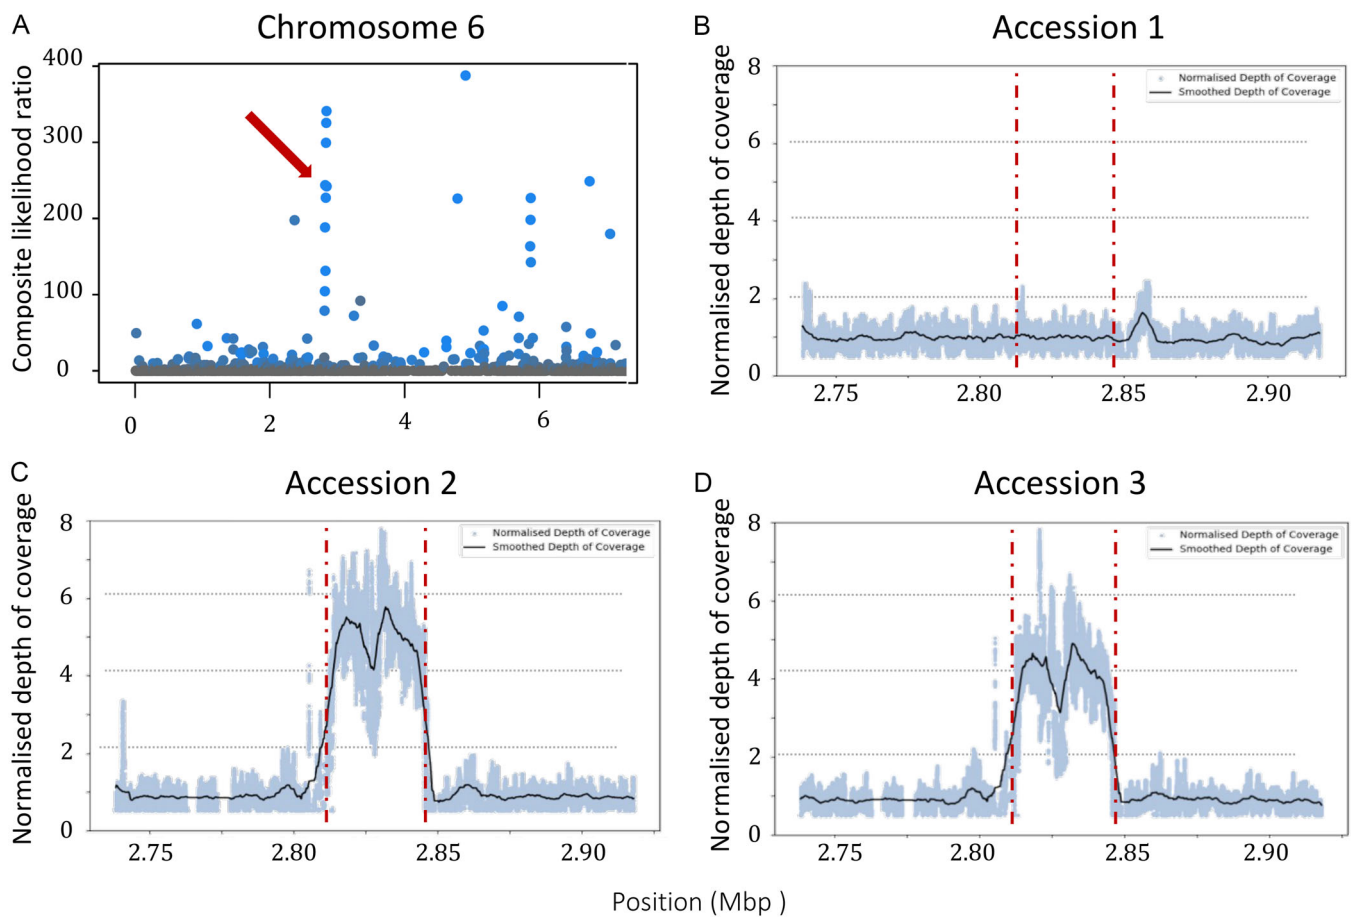 A
Chromosome 6
Composite likelihood ratio
400
300
200
100
0
0 2 4 6
B
Accession 1
Normalised depth of coverage
8
6
4
2
0
Normalised Depth of Coverage
Smoothed Depth of Coverage
2.75 2.80 2.85 2.90
C
Accession 2
Normalised depth of coverage
8
6
4
2
0
Normalised Depth of Coverage
Smoothed Depth of Coverage
2.75 2.80 2.85 2.90
D
Accession 3
Normalised depth of coverage
8
6
4
2
0
Normalised Depth of Coverage
Smoothed Depth of Coverage
2.75 2.80 2.85 2.90
Position (Mbp )